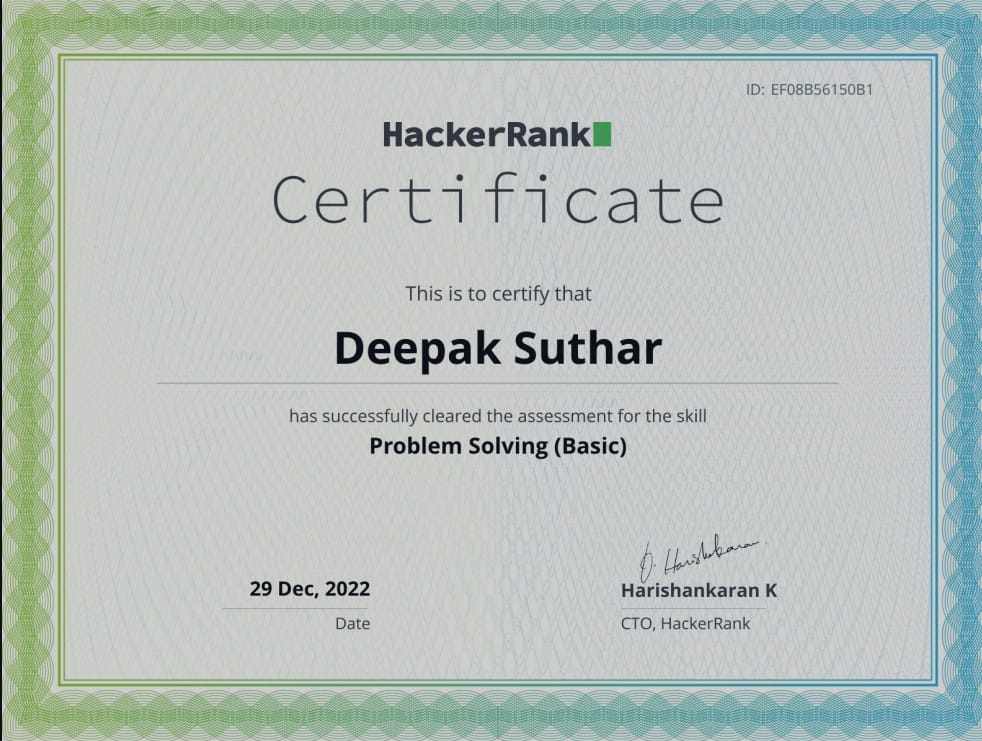 ID: EF08B56150B1
HackerRank
Certificate
This is to certify that
Deepak Suthar
has successfully cleared the assessment for the skill
Problem Solving (Basic)
29 Dec, 2022
Date
Harishankaran K
CTO, HackerRank